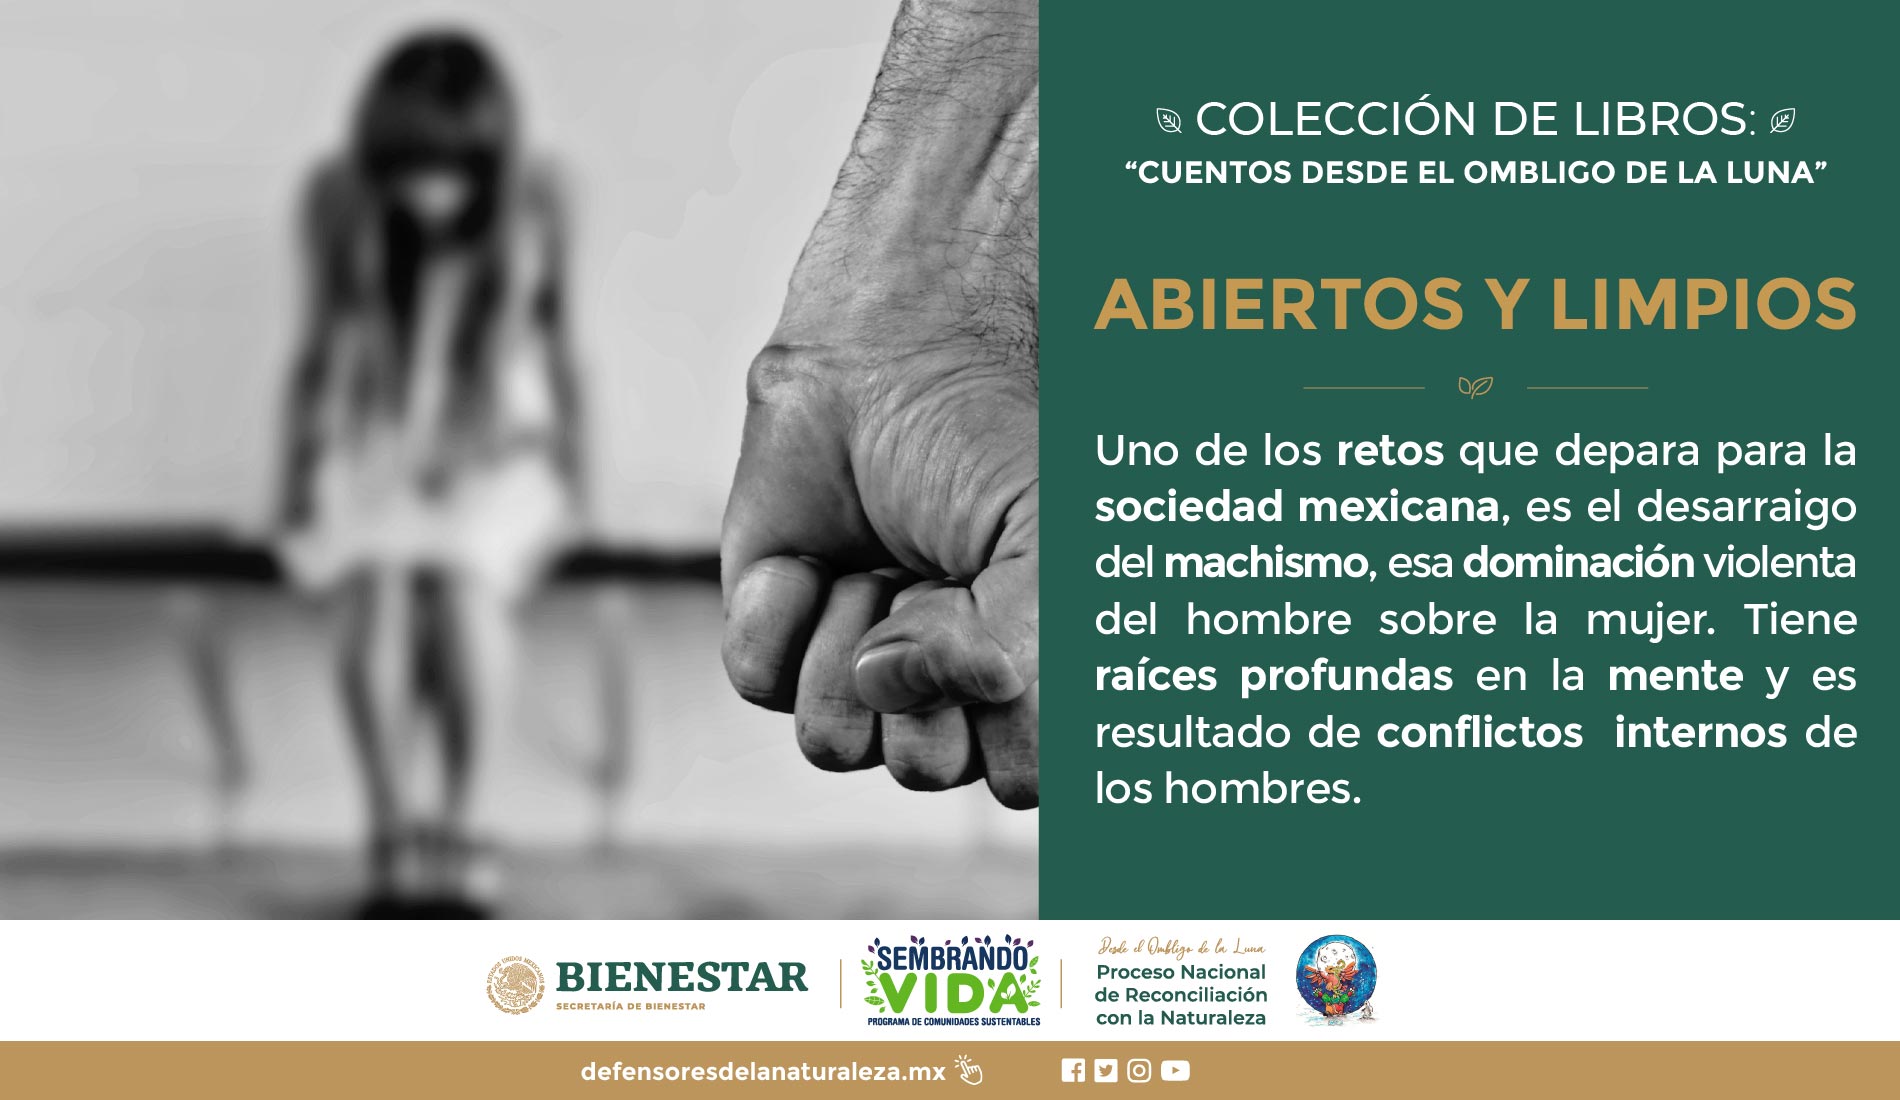 COLECCIÓN DE LIBROS:
“CUENTOS DESDE EL OMBLIGO DE LA LUNA”
ABIERTOS Y LIMPIOS
Uno de los retos que depara para la
sociedad mexicana, es el desarraigo
del machismo, esa dominación violenta
del hombre sobre la mujer. Tiene
raíces profundas en la mente y es
resultado de conflictos internos de
los hombres.
ESTADOS UNIDOS MEXICANOS
BIENESTAR
SECRETARÍA DE BIENESTAR
SEMBRANDO
VIDA
PROGRAMA DE COMUNIDADES SUSTENTABLES
Desde el Ombligo de la Luna
Proceso Nacional
de Reconciliación
con la Naturaleza
defensoresdelanaturaleza.mx